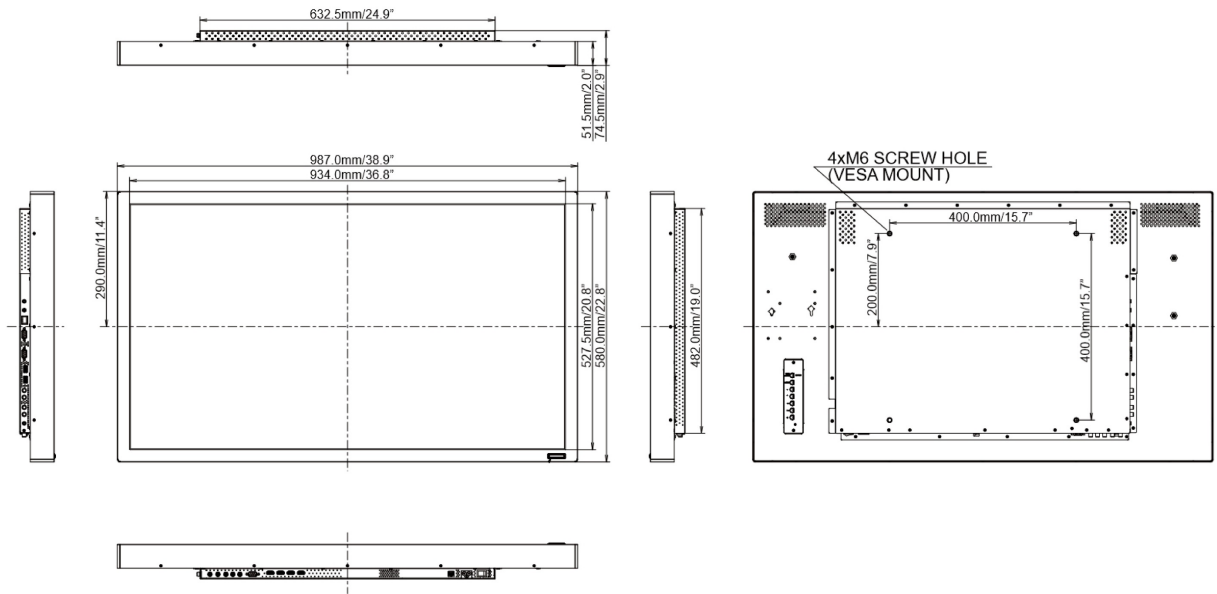 632.5mm/24.9"
51.5mm/2.0"
74.5mm/2.9"
987.0mm/38.9"
934.0mm/36.8"
290.0mm/11.4"
527.5mm/20.8"
580.0mm/22.8"
482.0mm/19.0"
4xM6 SCREW HOLE
(VESA MOUNT)
400.0mm/15.7"
200.0mm/7.9"
400.0mm/15.7"